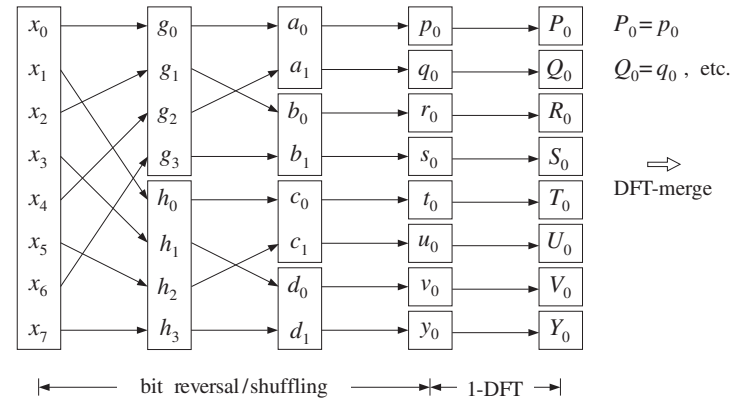 x₀ g₀ a₀ p₀ P₀ P₀= p₀
x₁ g₁ a₁ q₀ Q₀ Q₀= q₀ , etc.
x₂ g₂ b₀ r₀ R₀
x₃ g₃ b₁ s₀ S₀
⇨
x₄ h₀ c₀ t₀ T₀ DFT-merge
x₅ h₁ c₁ u₀ U₀
x₆ h₂ d₀ v₀ V₀
x₇ h₃ d₁ y₀ Y₀
bit reversal/shuffling 1-DFT